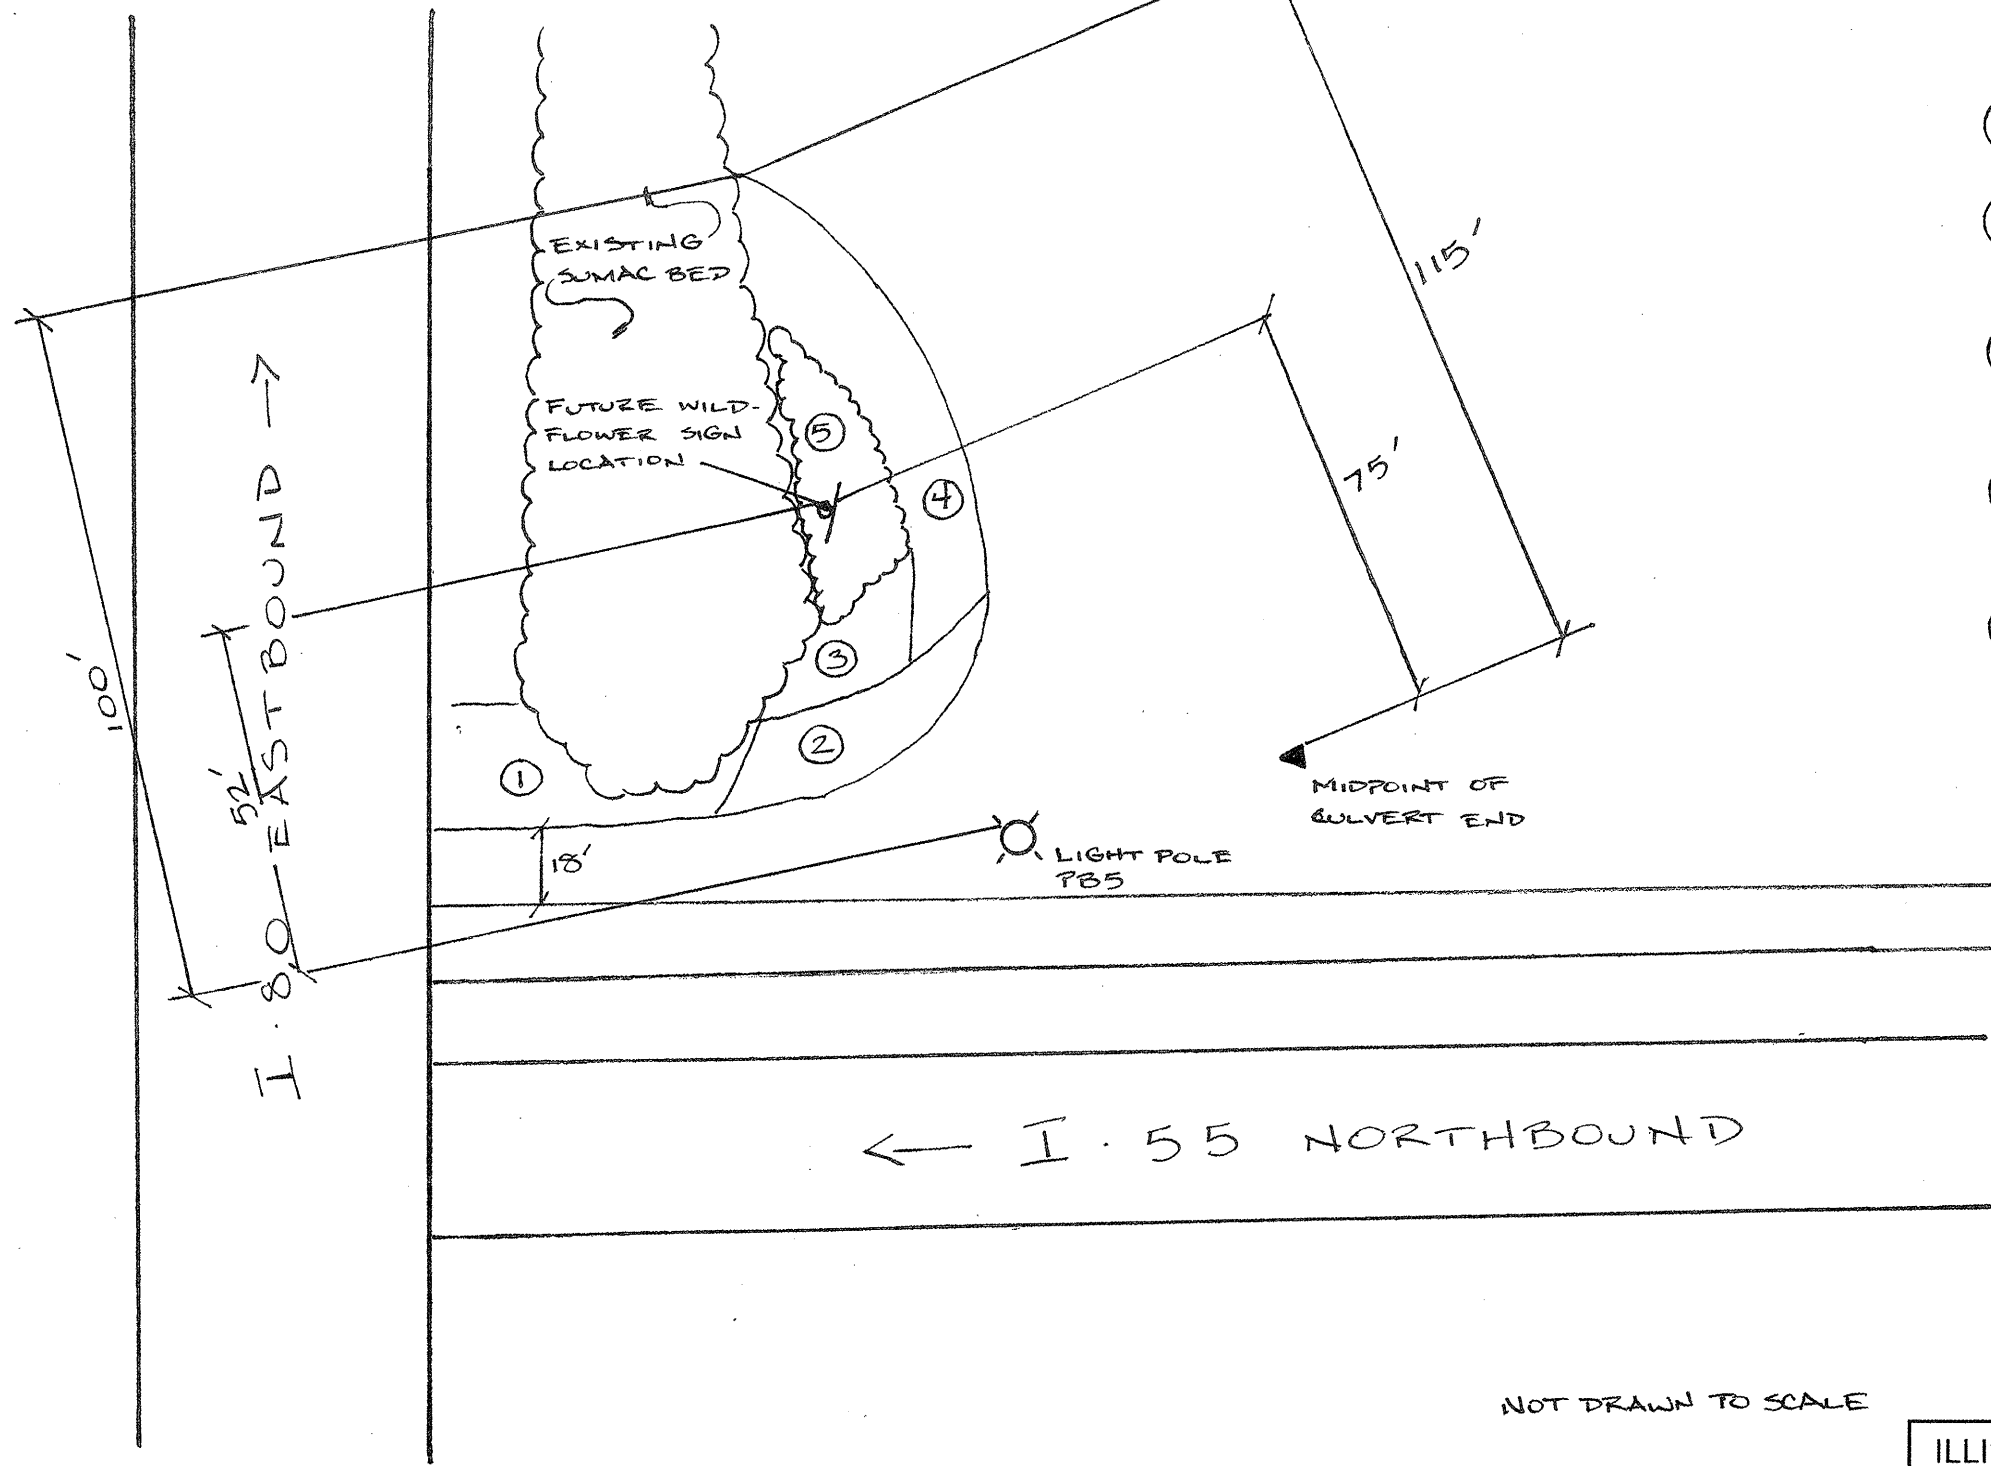 EXISTING
SUMAC BED
FUTURE WILD-
FLOWER SIGN
LOCATION
5
4
3
2
1
115'
75'
100'
52'
18'
I·80 EASTBOUND
MIDPOINT OF
CULVERT END
LIGHT POLE
PB5
I·55 NORTHBOUND
NOT DRAWN TO SCALE
ILLI